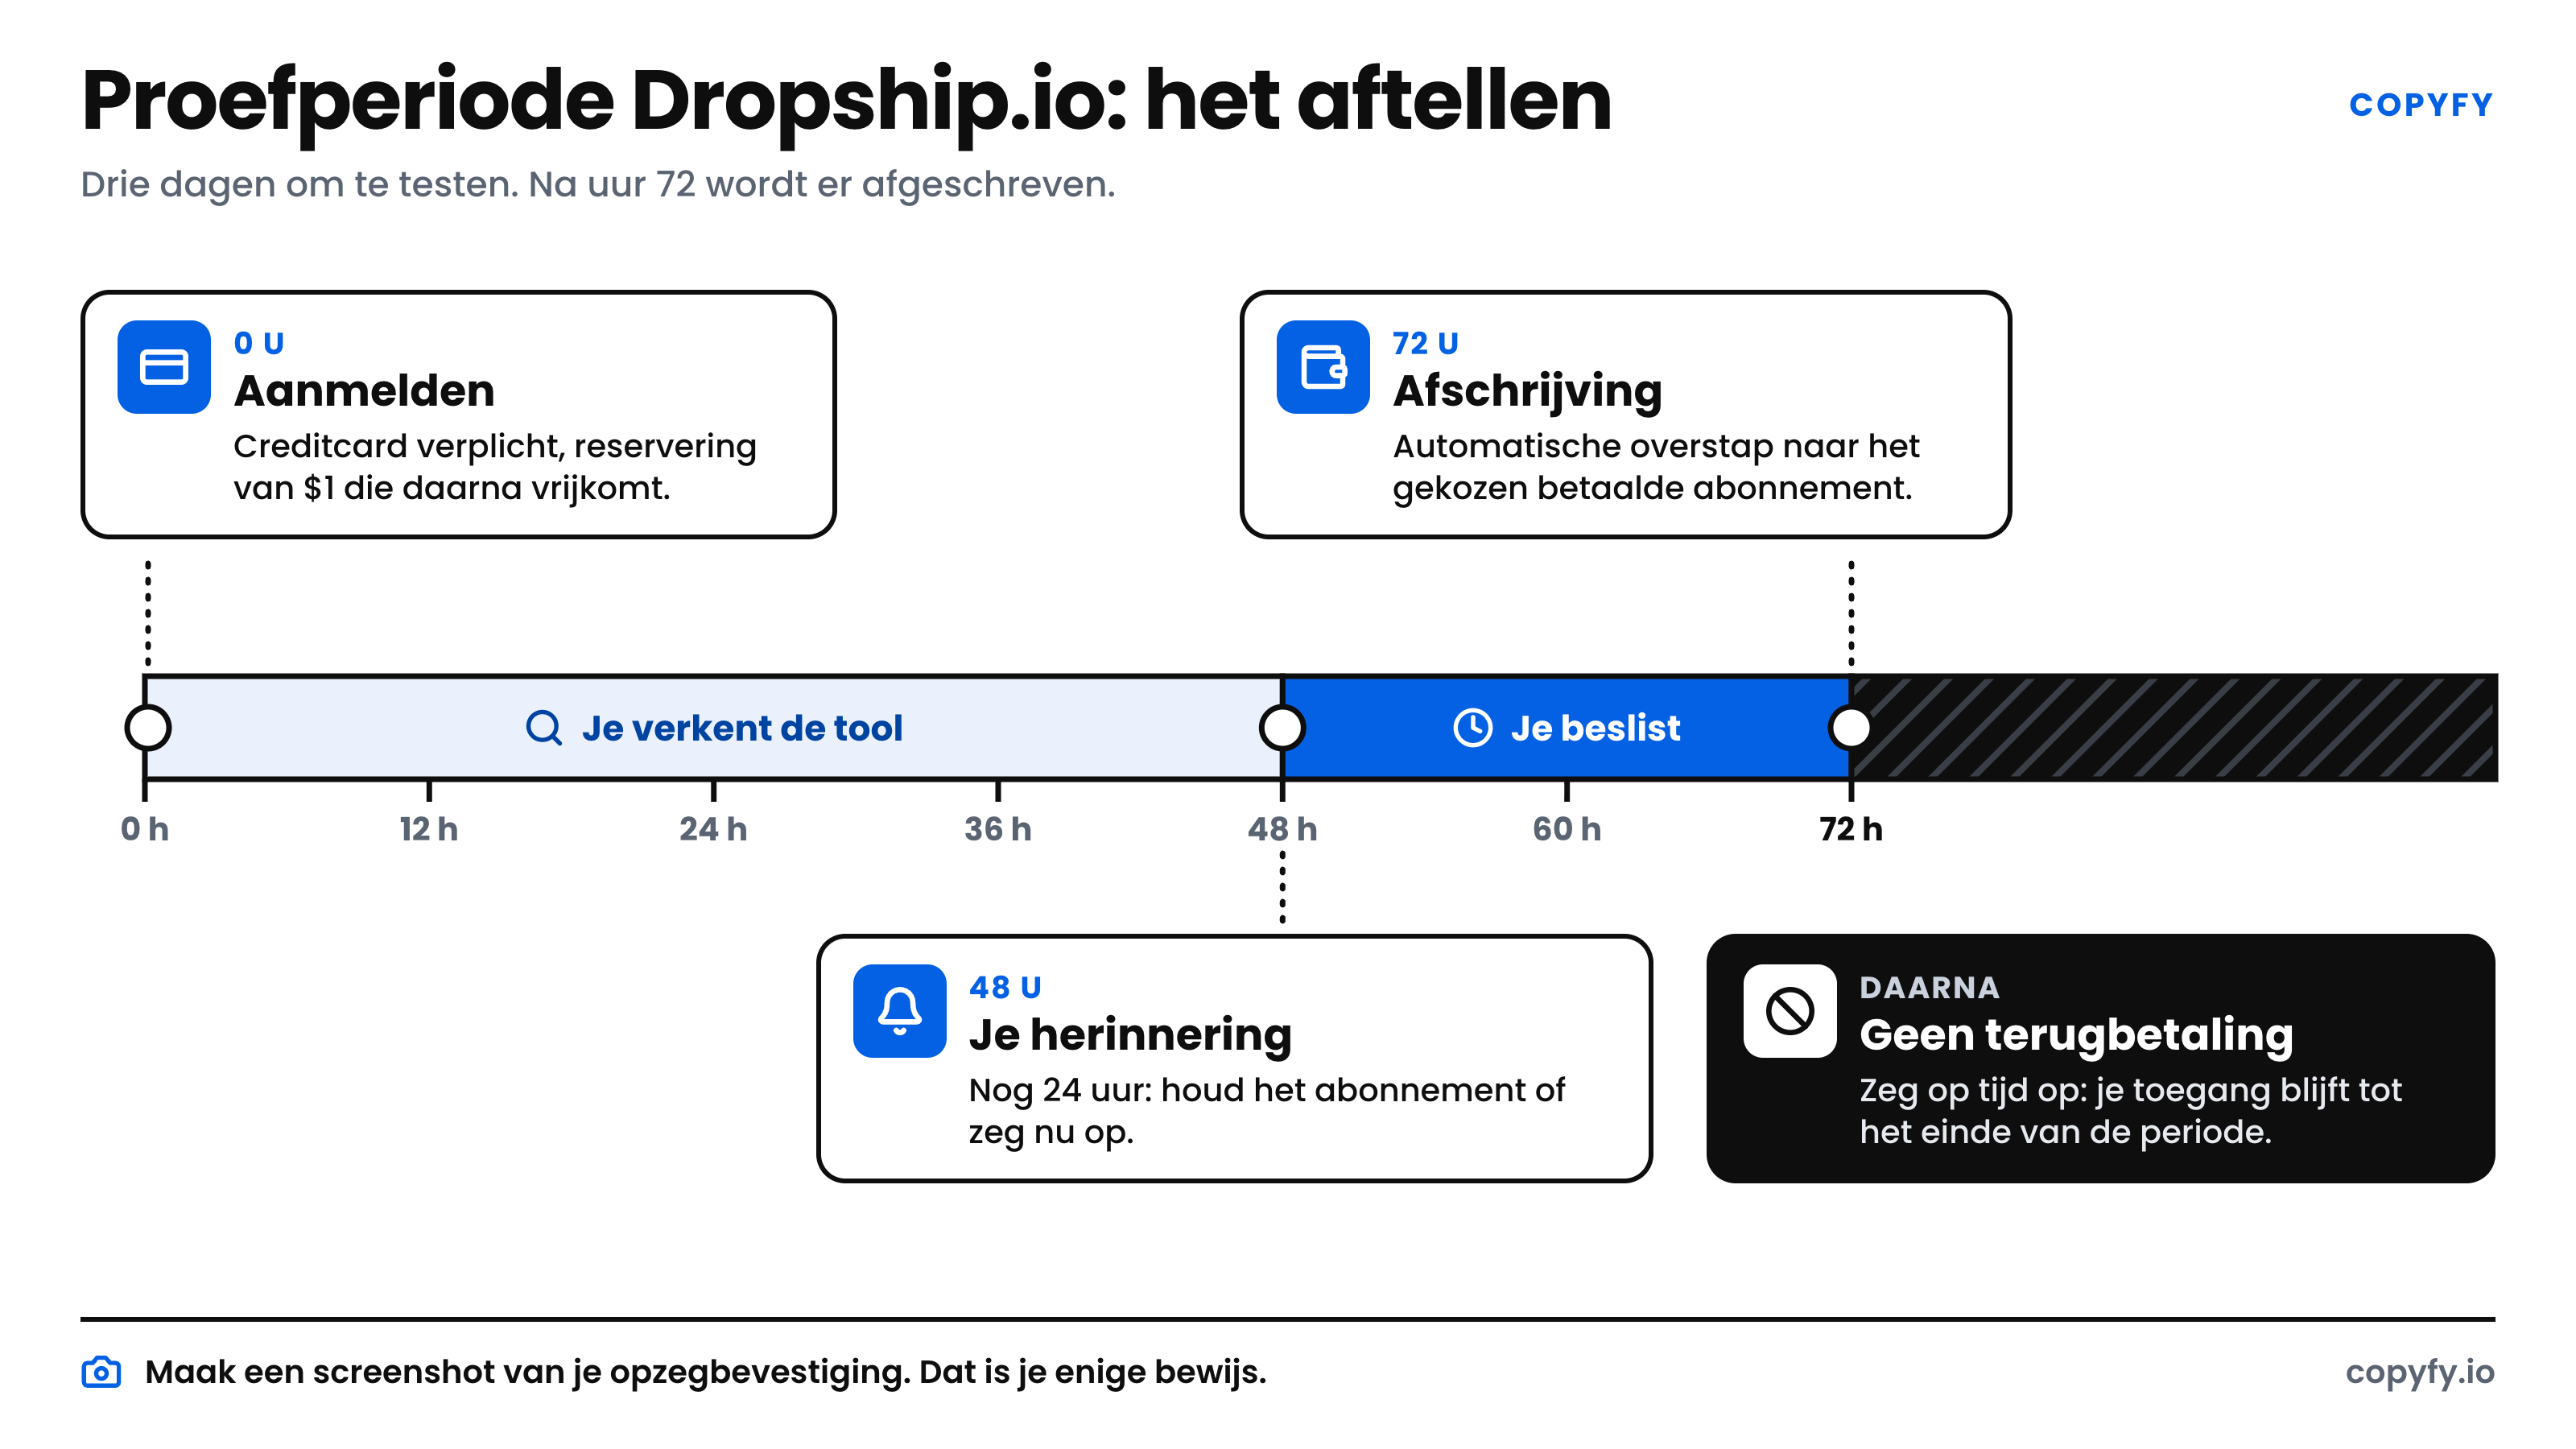 Proefperiode Dropship.io: het aftellen
COPYFY
Drie dagen om te testen. Na uur 72 wordt er afgeschreven.
0 U
Aanmelden
Creditcard verplicht, reservering
van $1 die daarna vrijkomt.
72 U
Afschrijving
Automatische overstap naar het
gekozen betaalde abonnement.
Je verkent de tool
Je beslist
0 h
12 h
24 h
36 h
48 h
60 h
72 h
48 U
Je herinnering
Nog 24 uur: houd het abonnement of
zeg nu op.
DAARNA
Geen terugbetaling
Zeg op tijd op: je toegang blijft tot
het einde van de periode.
Maak een screenshot van je opzegbevestiging. Dat is je enige bewijs.
copyfy.io